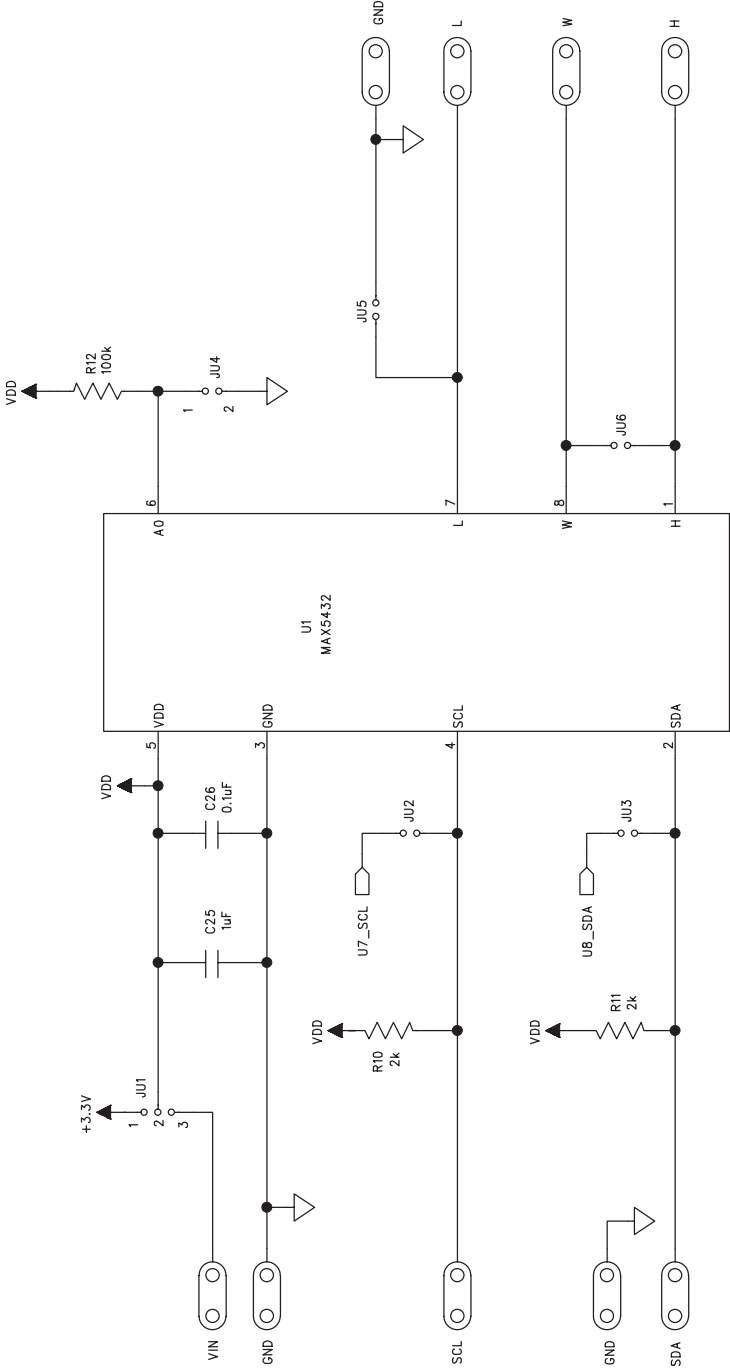 GND
L
W
H
JU5
VDD
R12
100k
JU4
1
2
JU6
6
7
8
1
A0
L
W
H
U1
MAX5432
VDD
GND
SCL
SDA
5
3
4
2
VDD
C26
0.1uF
JU2
JU3
U7_SCL
U8_SDA
C25
1uF
VDD
R10
2k
VDD
R11
2k
+3.3V
JU1
1
2
3
VIN
GND
SCL
GND
SDA